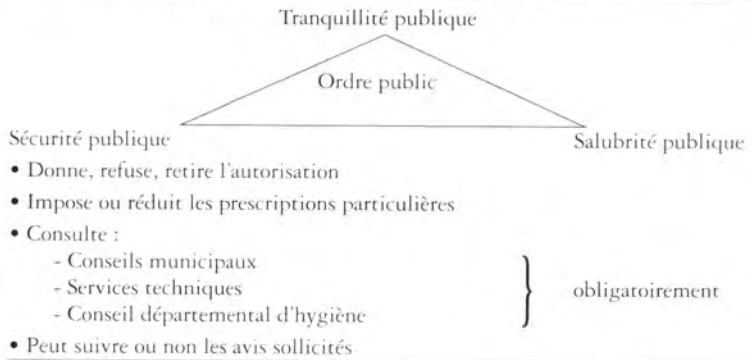 Tranquillité publique
Ordre public
Sécurité publique
Salubrité publique
• Donne, refuse, retire l'autorisation
• Impose ou réduit les prescriptions particulières
• Consulte :
- Conseils municipaux
- Services techniques
- Conseil départemental d'hygiène
} obligatoirement
• Peut suivre ou non les avis sollicités